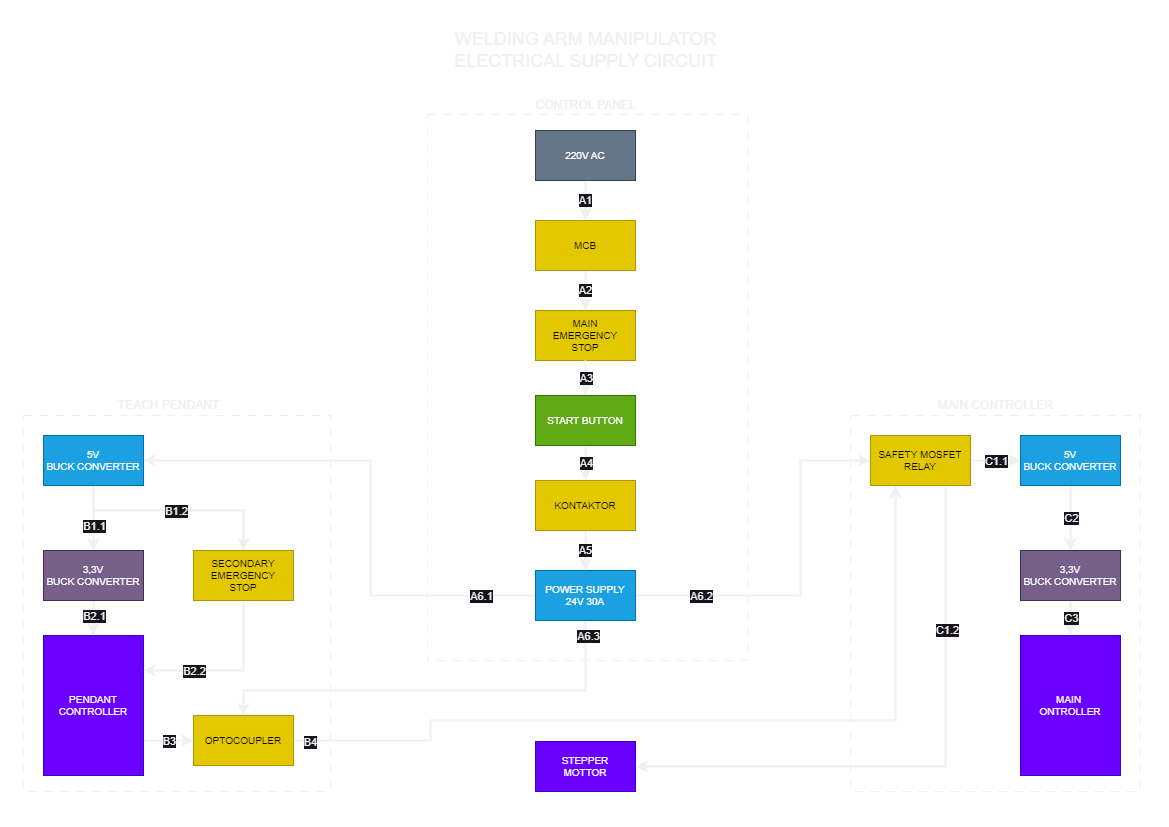 WELDING ARM MANIPULATOR
ELECTRICAL SUPPLY CIRCUIT
CONTROL PANEL
220V AC
A1
MCB
A2
MAIN
EMERGENCY
STOP
A3
START BUTTON
A4
KONTAKTOR
A5
POWER SUPPLY
24V 30A
A6.1
A6.2
A6.3
TEACH PENDANT
5V
BUCK CONVERTER
B1.1
B1.2
3,3V
BUCK CONVERTER
SECONDARY
EMERGENCY
STOP
B2.1
B2.2
PENDANT
CONTROLLER
B3
OPTOCOUPLER
B4
STEPPER
MOTTOR
MAIN CONTROLLER
SAFETY MOSFET
RELAY
C1.1
5V
BUCK CONVERTER
C2
3,3V
BUCK CONVERTER
C1.2
C3
MAIN
ONTROLLER